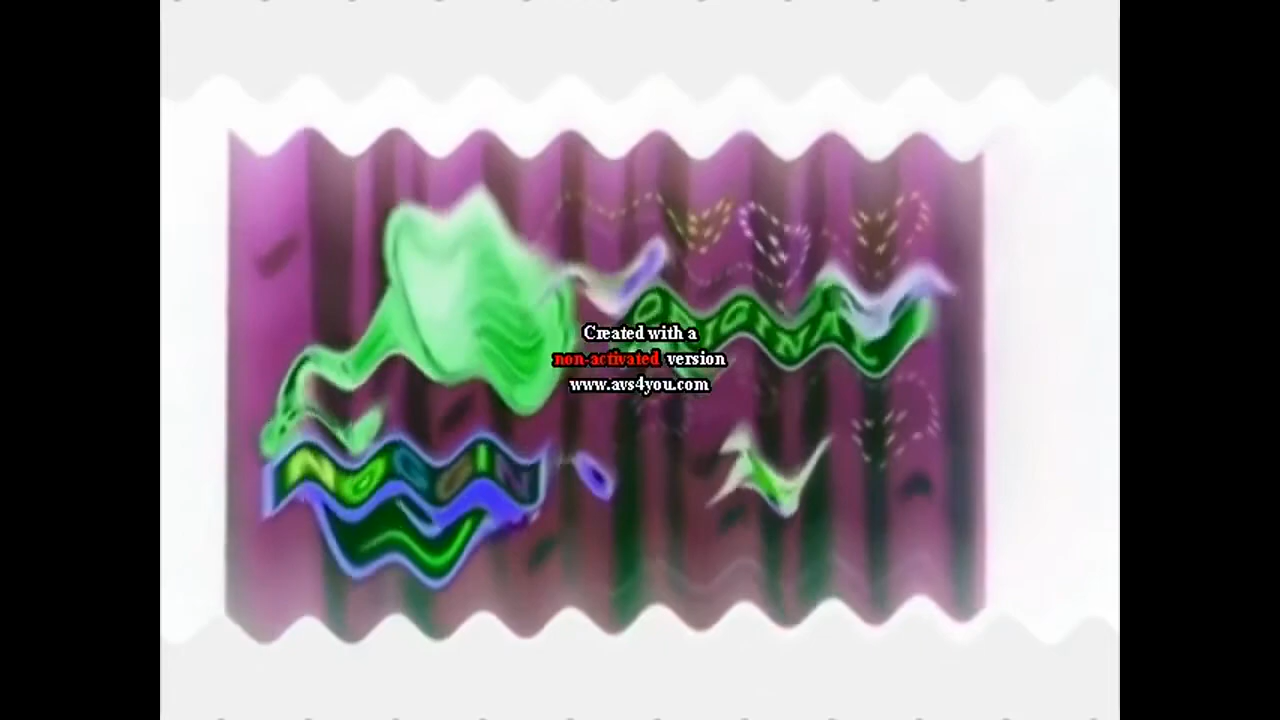 ORIGINAL
Created with a
non-activated version
www.avs4you.com
NOGGIN